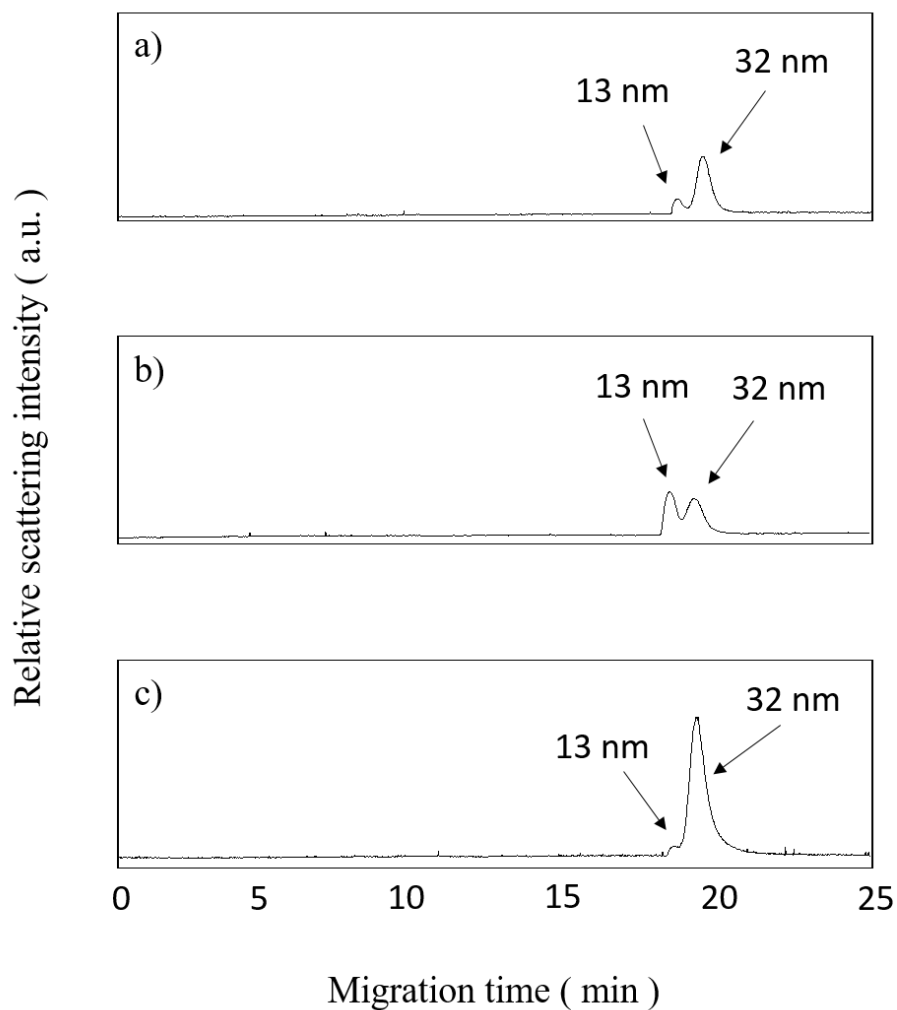 a)
13 nm
32 nm
b)
13 nm
32 nm
c)
13 nm
32 nm
Relative scattering intensity ( a.u. )
0 5 10 15 20 25
Migration time ( min )